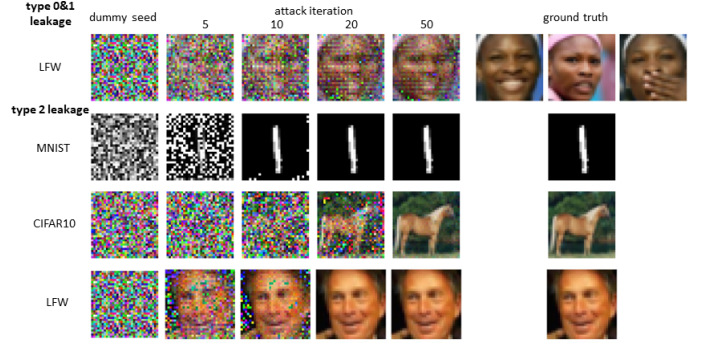 type 0&1
leakage
dummy seed
attack iteration
5 10 20 50
ground truth
LFW
type 2 leakage
MNIST
CIFAR10
LFW